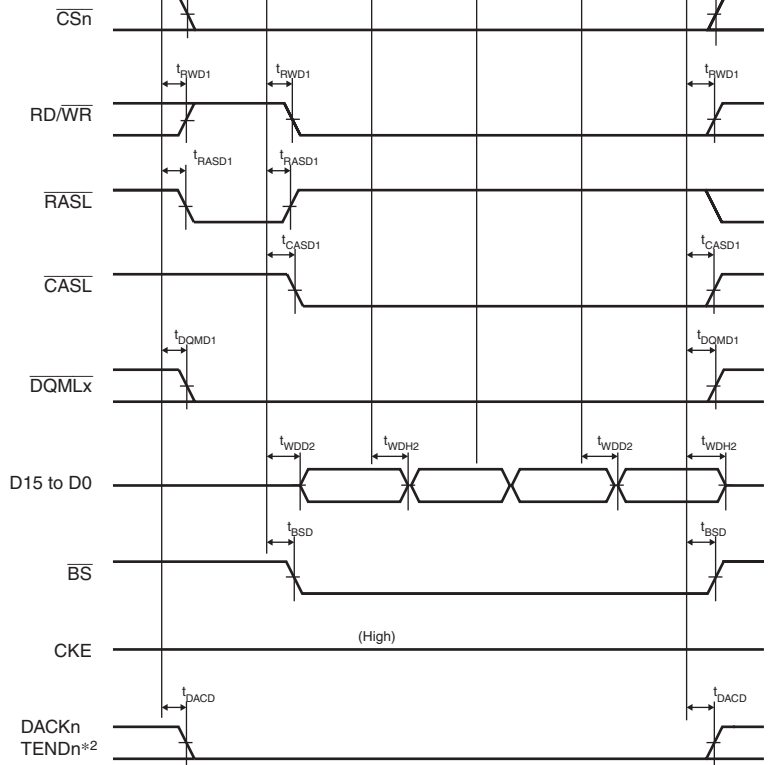 CSn
tRWD1 tRWD1 tRWD1
RD/WR
tRASD1 tRASD1
RASL
tCASD1 tCASD1
CASL
tDQMD1 tDQMD1
DQMLx
tWDD2 tWDH2 tWDD2 tWDH2
D15 to D0
tBSD tBSD
BS
(High)
CKE
tDACD tDACD
DACKn
TENDn*2